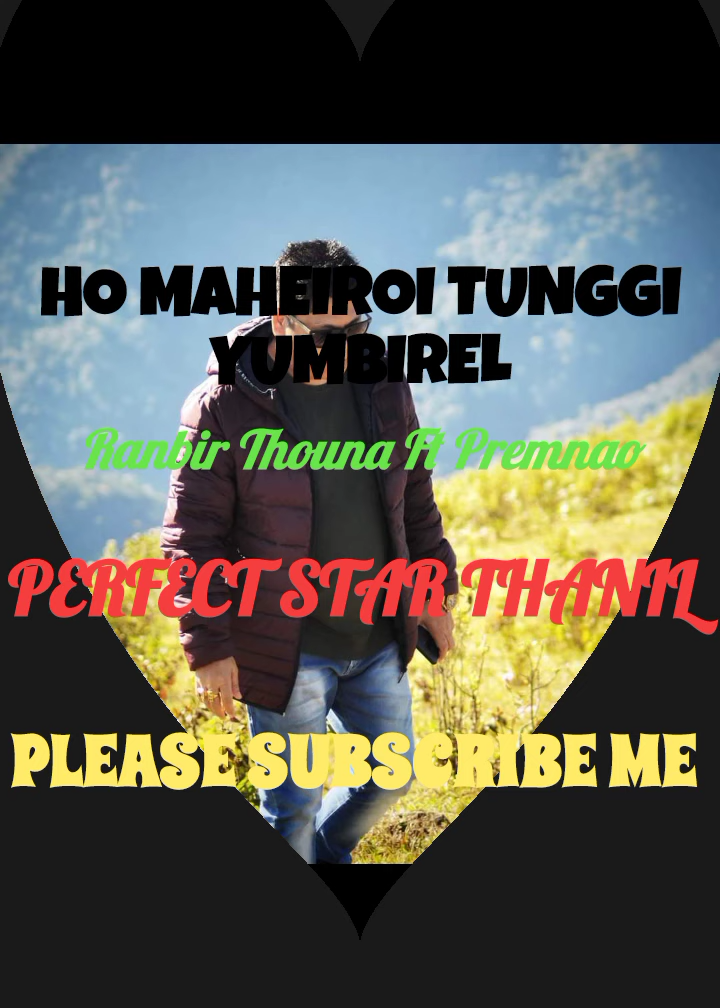 HO MAHEIROI TUNGGI
YUMBIREL
Ranbir Thouna Ft Premnao
PERFECT STAR THANIL
PLEASE SUBSCRIBE ME